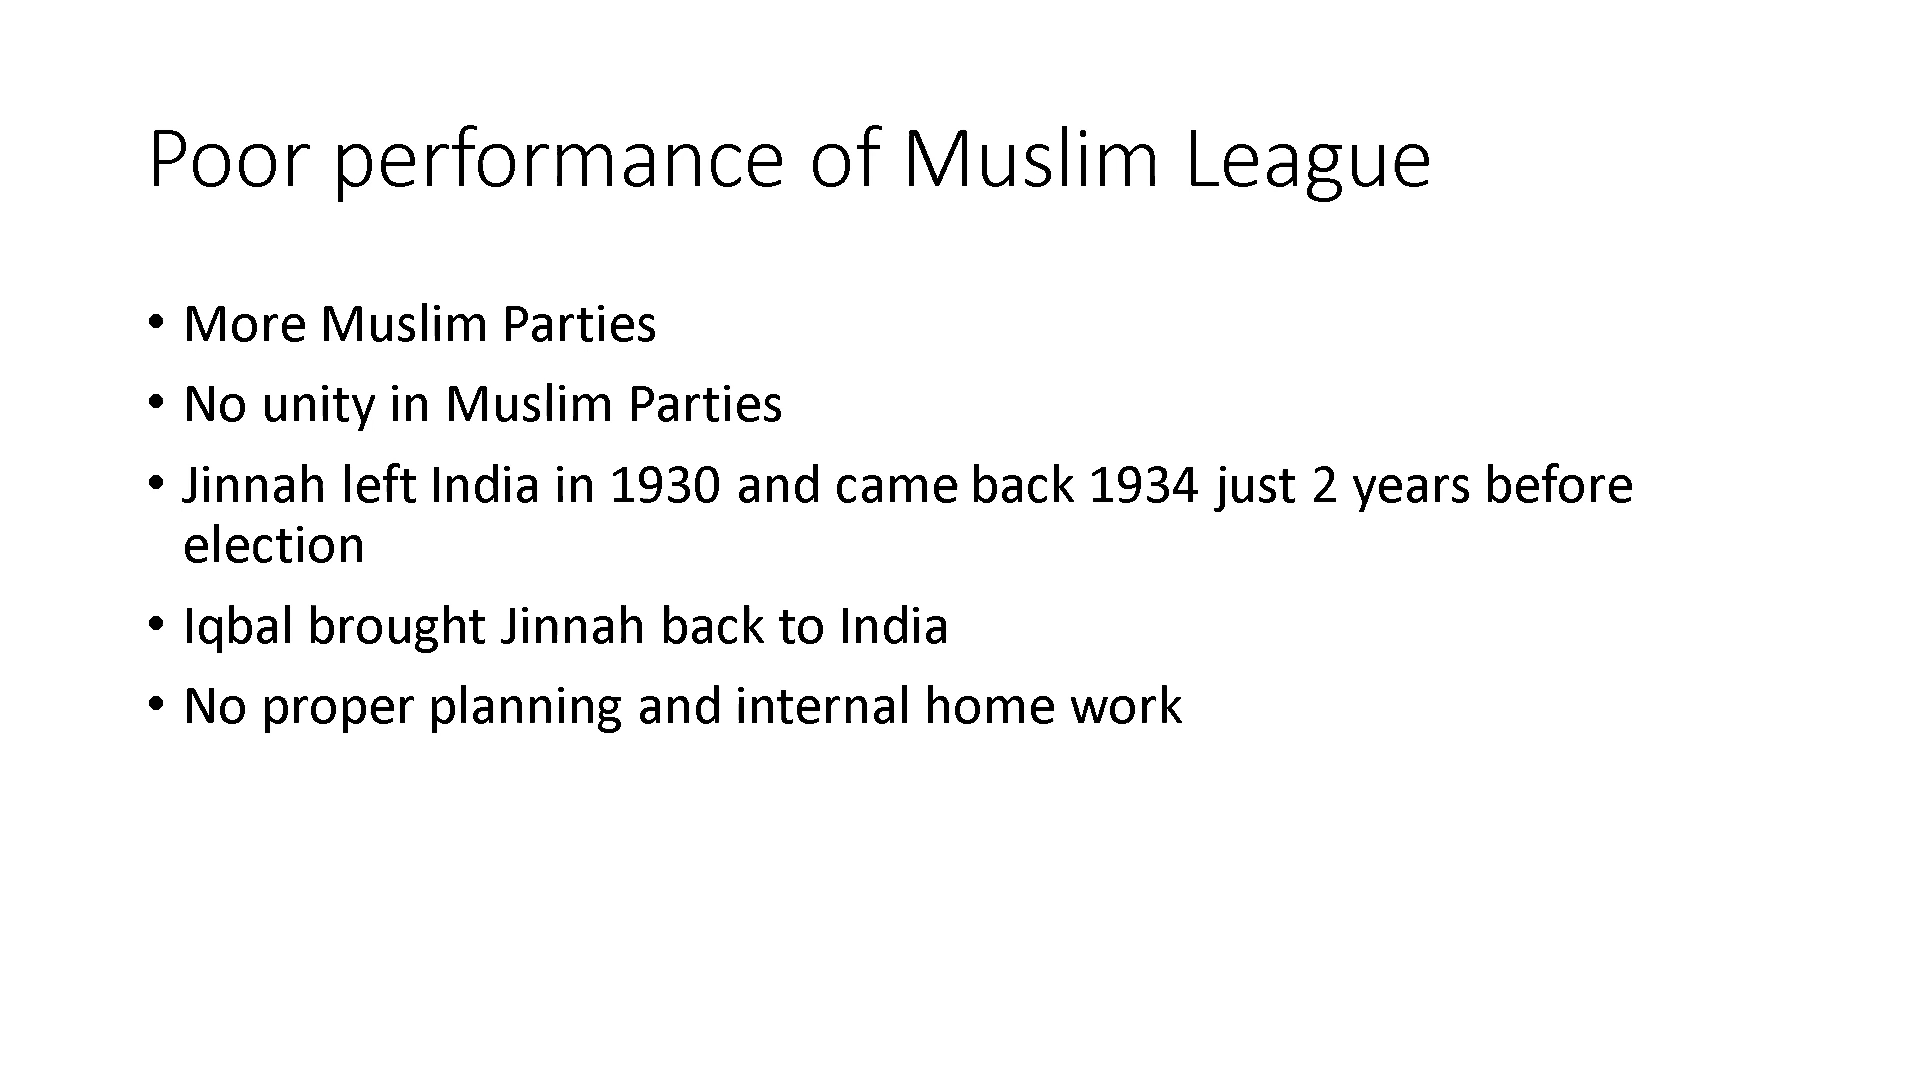 Poor performance of Muslim League
• More Muslim Parties
• No unity in Muslim Parties
• Jinnah left India in 1930 and came back 1934 just 2 years before
election
• Iqbal brought Jinnah back to India
• No proper planning and internal home work